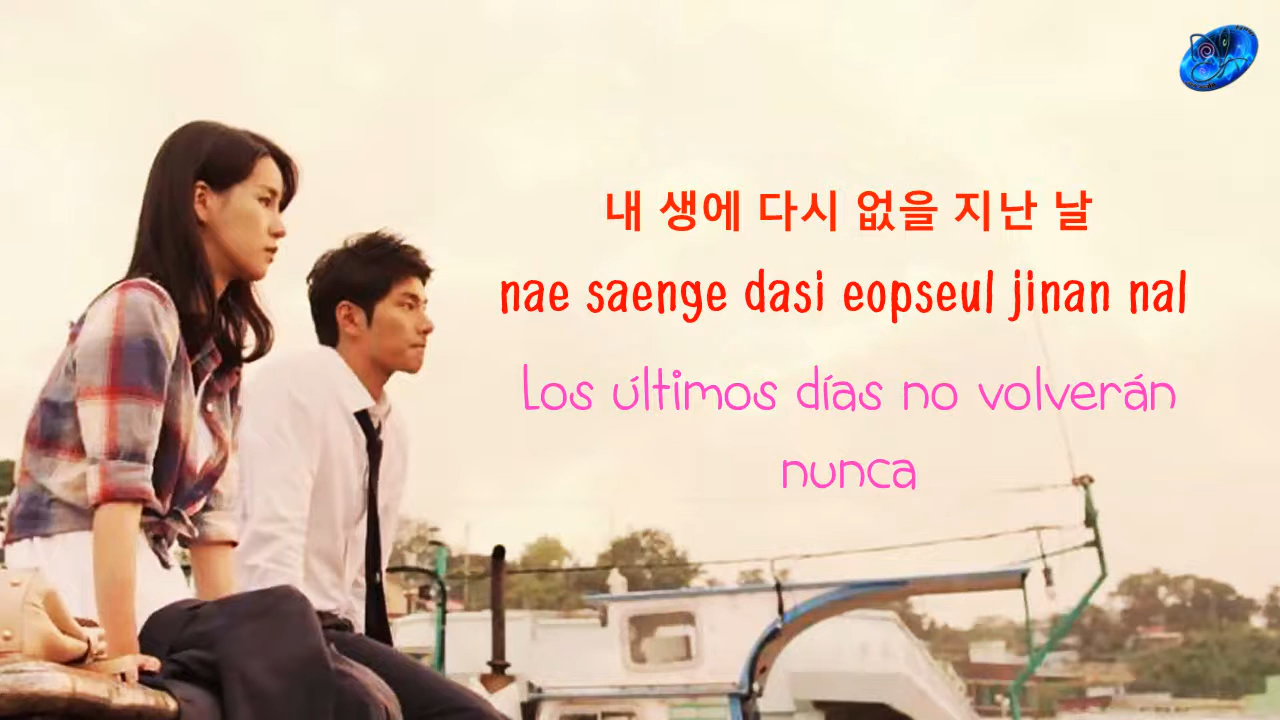 내 생에 다시 없을 지난 날
nae saenge dasi eopseul jinan nal
Los últimos días no volverán
nunca